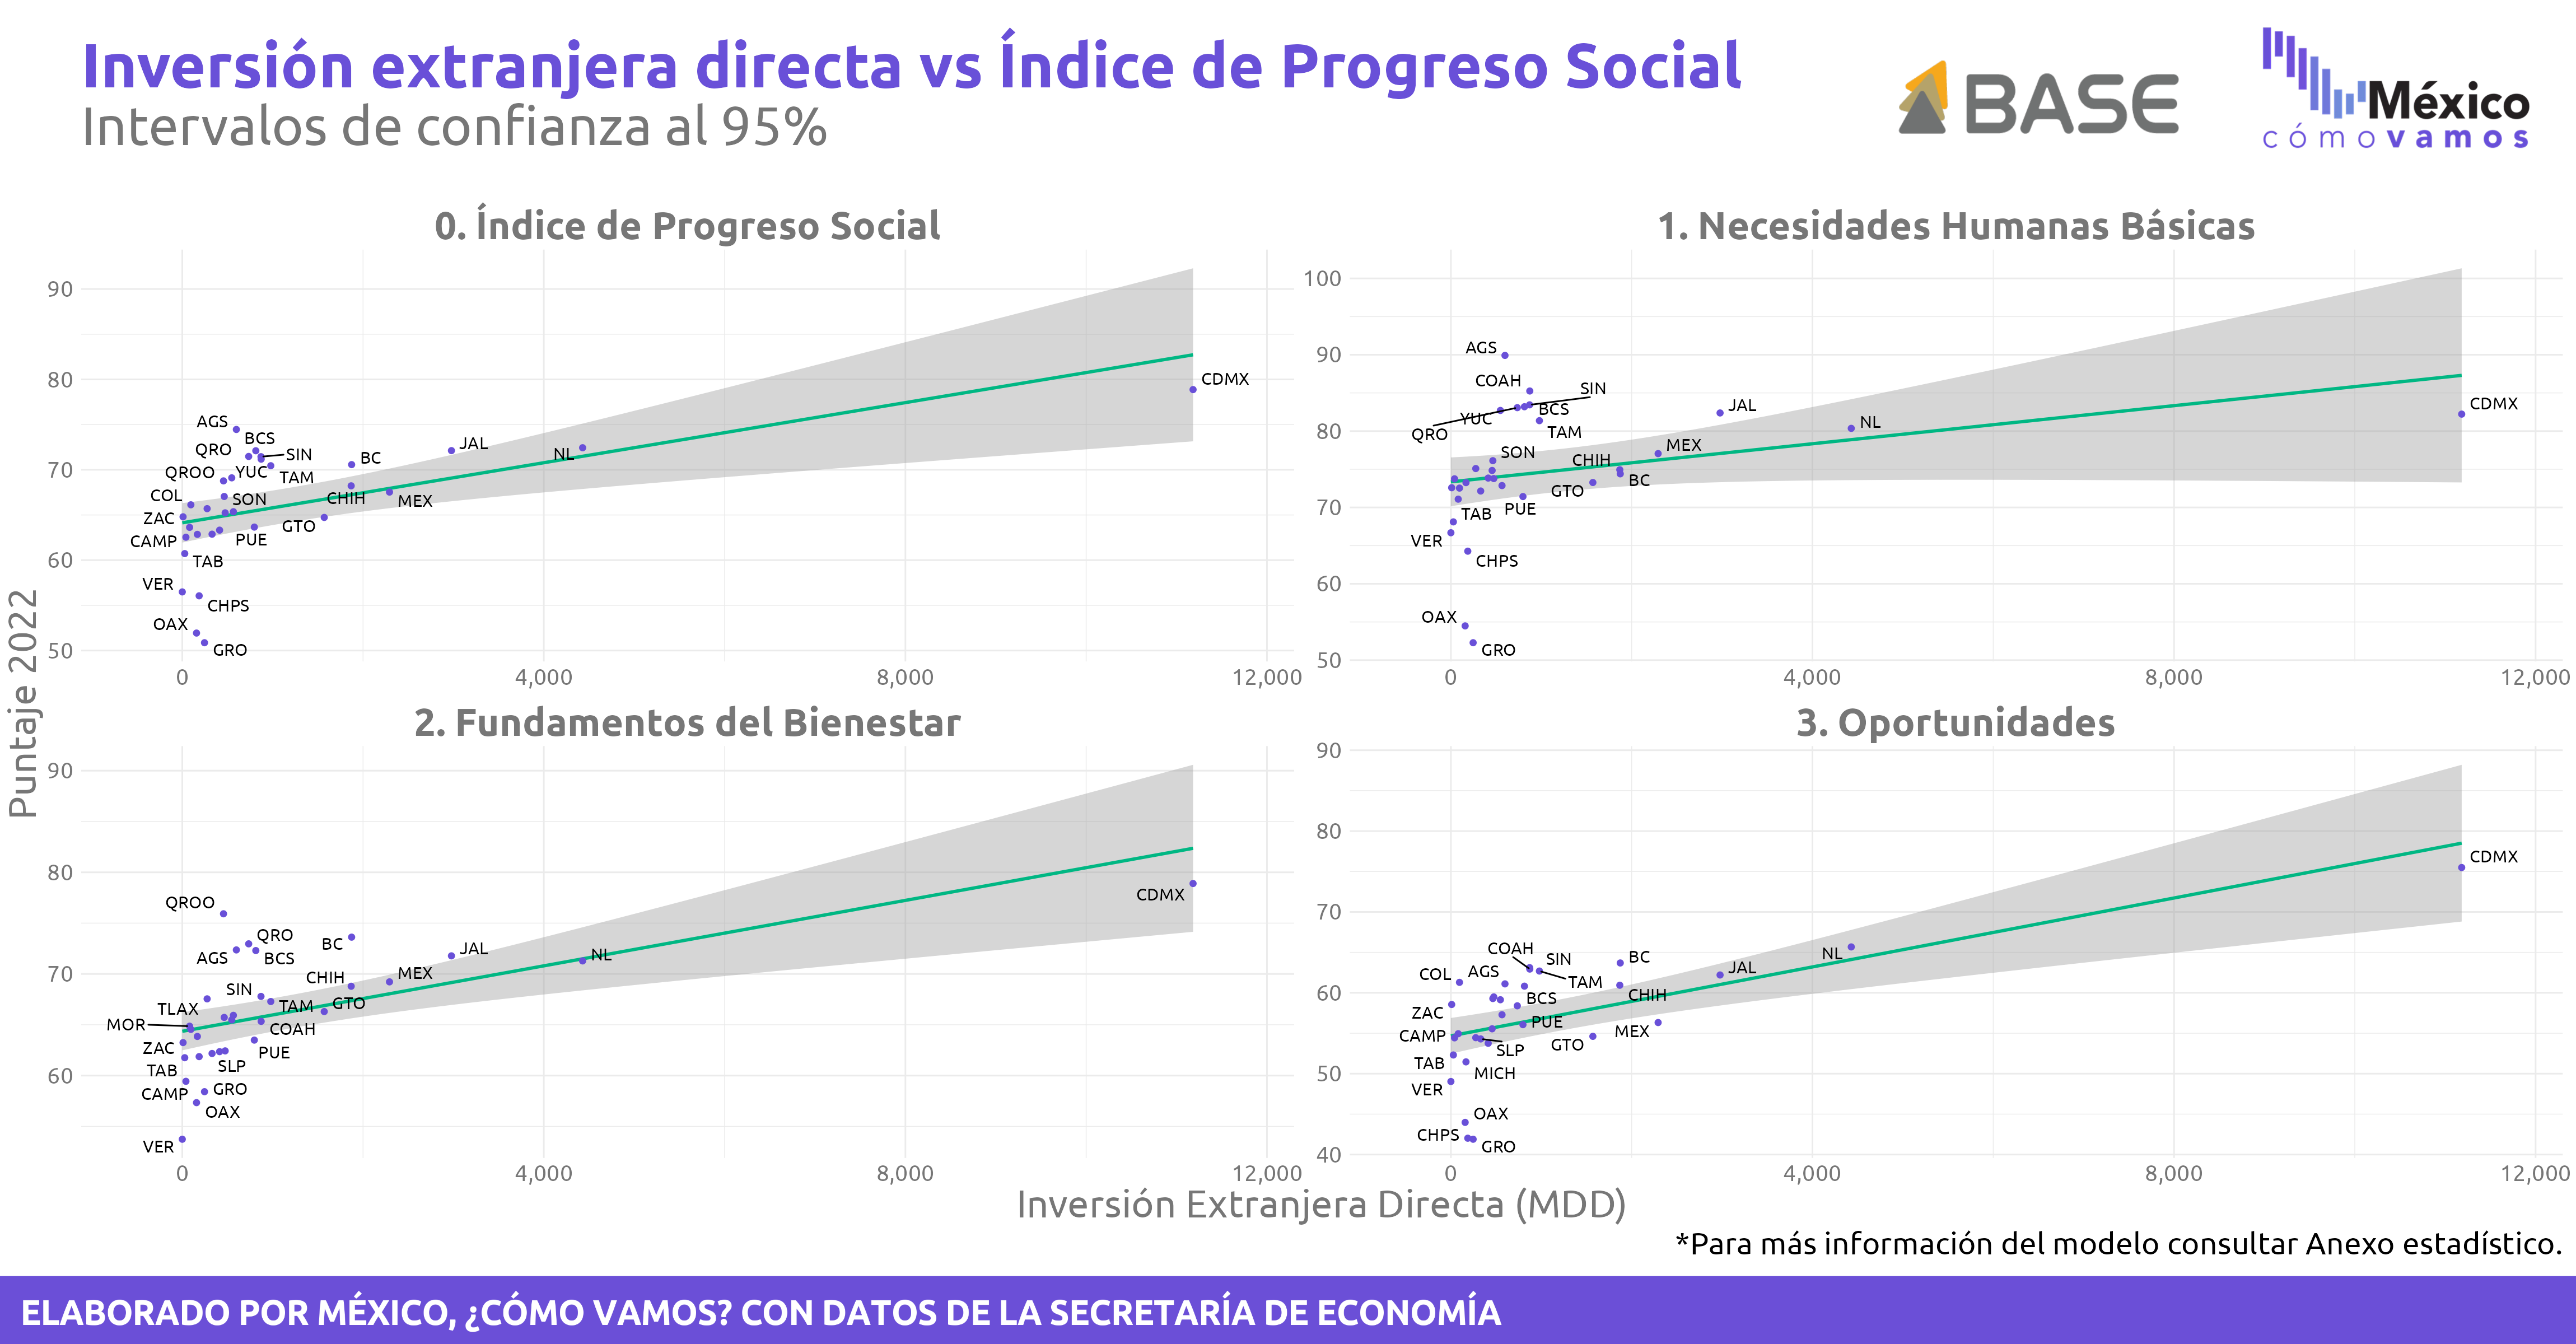 Inversión extranjera directa vs Índice de Progreso Social
Intervalos de confianza al 95%
BASE
México
cómovamos
Puntaje 2022
0. Índice de Progreso Social
90
80
70
60
50
0
4,000
8,000
12,000
AGS
BCS
QRO
SIN
QROO
YUC
TAM
COL
SON
ZAC
CAMP
PUE
TAB
VER
CHPS
OAX
GRO
BC
CHIH
GTO
MEX
JAL
NL
CDMX
1. Necesidades Humanas Básicas
100
90
80
70
60
50
0
4,000
8,000
12,000
AGS
COAH
SIN
YUC
BCS
QRO
TAM
SON
CHIH
BC
GTO
MEX
TAB
PUE
VER
CHPS
OAX
GRO
JAL
NL
CDMX
2. Fundamentos del Bienestar
90
80
70
60
0
4,000
8,000
12,000
QROO
QRO
AGS
BCS
BC
CHIH
MEX
SIN
TLAX
TAM
GTO
MOR
COAH
ZAC
PUE
SLP
TAB
CAMP
GRO
OAX
VER
JAL
NL
CDMX
3. Oportunidades
90
80
70
60
50
40
0
4,000
8,000
12,000
COAH
SIN
COL
AGS
TAM
BC
CHIH
BCS
ZAC
PUE
CAMP
SLP
GTO
MEX
TAB
MICH
VER
OAX
CHPS
GRO
JAL
NL
CDMX
Inversión Extranjera Directa (MDD)
*Para más información del modelo consultar Anexo estadístico.
ELABORADO POR MÉXICO, ¿CÓMO VAMOS? CON DATOS DE LA SECRETARÍA DE ECONOMÍA